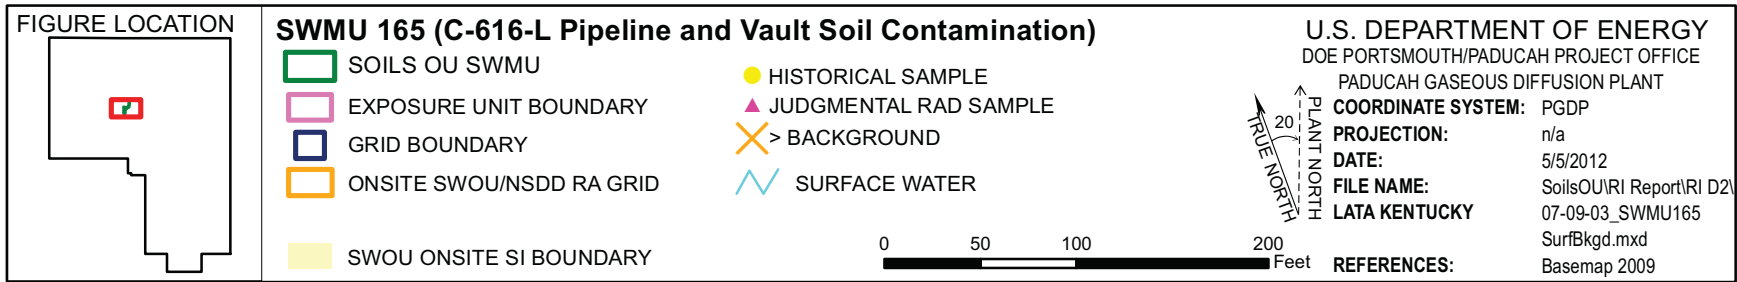 FIGURE LOCATION
SWMU 165 (C-616-L Pipeline and Vault Soil Contamination)
SOILS OU SWMU
EXPOSURE UNIT BOUNDARY
GRID BOUNDARY
ONSITE SWOU/NSDD RA GRID
SWOU ONSITE SI BOUNDARY
HISTORICAL SAMPLE
JUDGMENTAL RAD SAMPLE
> BACKGROUND
SURFACE WATER
0 50 100 200
Feet
TRUE NORTH
20
PLANT NORTH
U.S. DEPARTMENT OF ENERGY
DOE PORTSMOUTH/PADUCAH PROJECT OFFICE
PADUCAH GASEOUS DIFFUSION PLANT
COORDINATE SYSTEM: PGDP
PROJECTION: n/a
DATE: 5/5/2012
FILE NAME: SoilsOU\RI Report\RI D2\
LATA KENTUCKY 07-09-03_SWMU165
SurfBkgd.mxd
REFERENCES: Basemap 2009